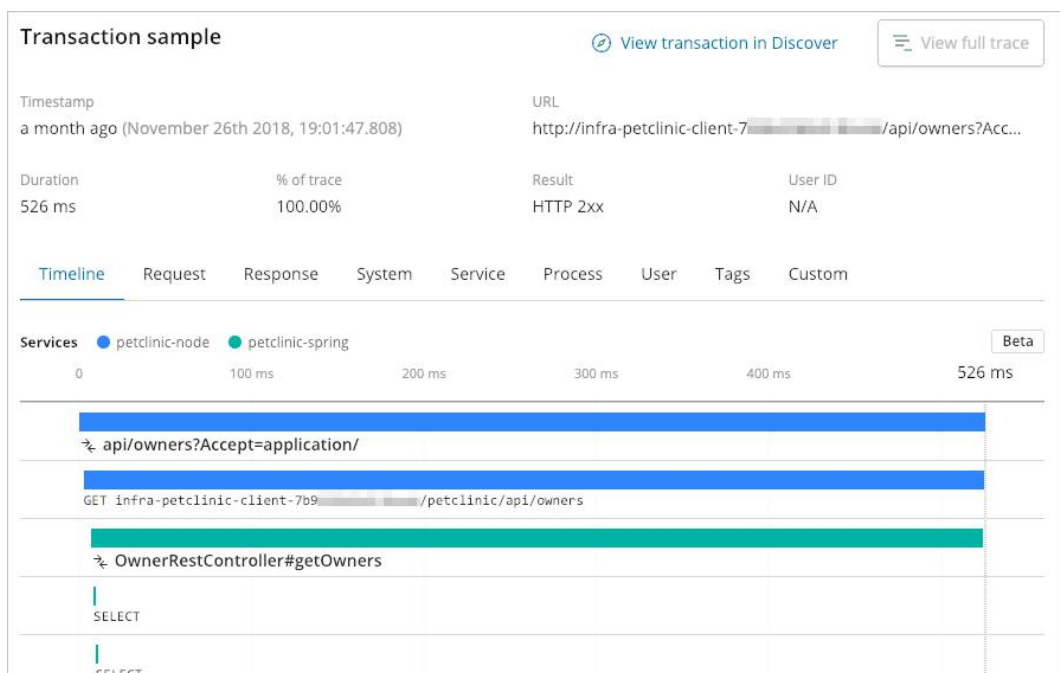 Transaction sample
View transaction in Discover
View full trace
Timestamp
URL
a month ago (November 26th 2018, 19:01:47.808)
http://infra-petclinic-client-7 /api/owners?Acc...
Duration
% of trace
Result
User ID
526 ms
100.00%
HTTP 2xx
N/A
Timeline
Request
Response
System
Service
Process
User
Tags
Custom
Services
petclinic-node
petclinic-spring
Beta
0
100 ms
200 ms
300 ms
400 ms
526 ms
api/owners?Accept=application/
GET infra-petclinic-client-7b9 /petclinic/api/owners
OwnerRestController#getOwners
SELECT
SELECT